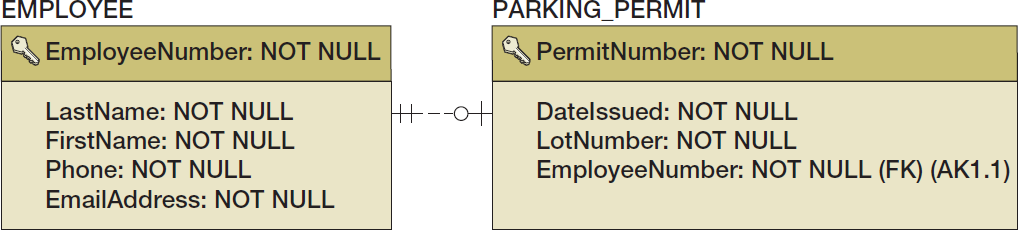 EMPLOYEE
EmployeeNumber: NOT NULL
LastName: NOT NULL
FirstName: NOT NULL
Phone: NOT NULL
EmailAddress: NOT NULL
PARKING_PERMIT
PermitNumber: NOT NULL
DateIssued: NOT NULL
LotNumber: NOT NULL
EmployeeNumber: NOT NULL (FK) (AK1.1)